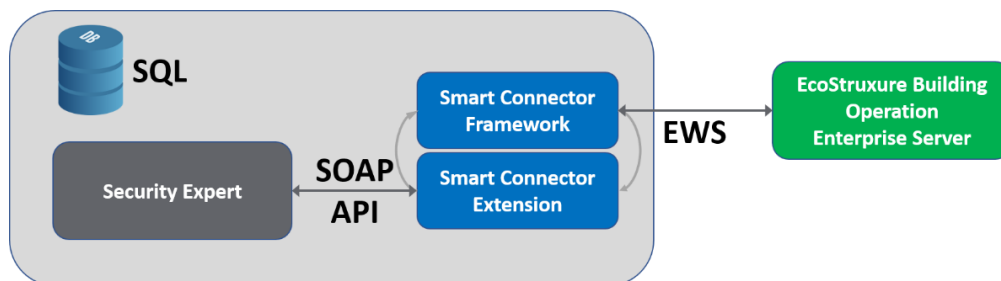 DB
SQL
Security Expert
SOAP
API
Smart Connector
Framework
Smart Connector
Extension
EWS
EcoStruxure Building
Operation
Enterprise Server